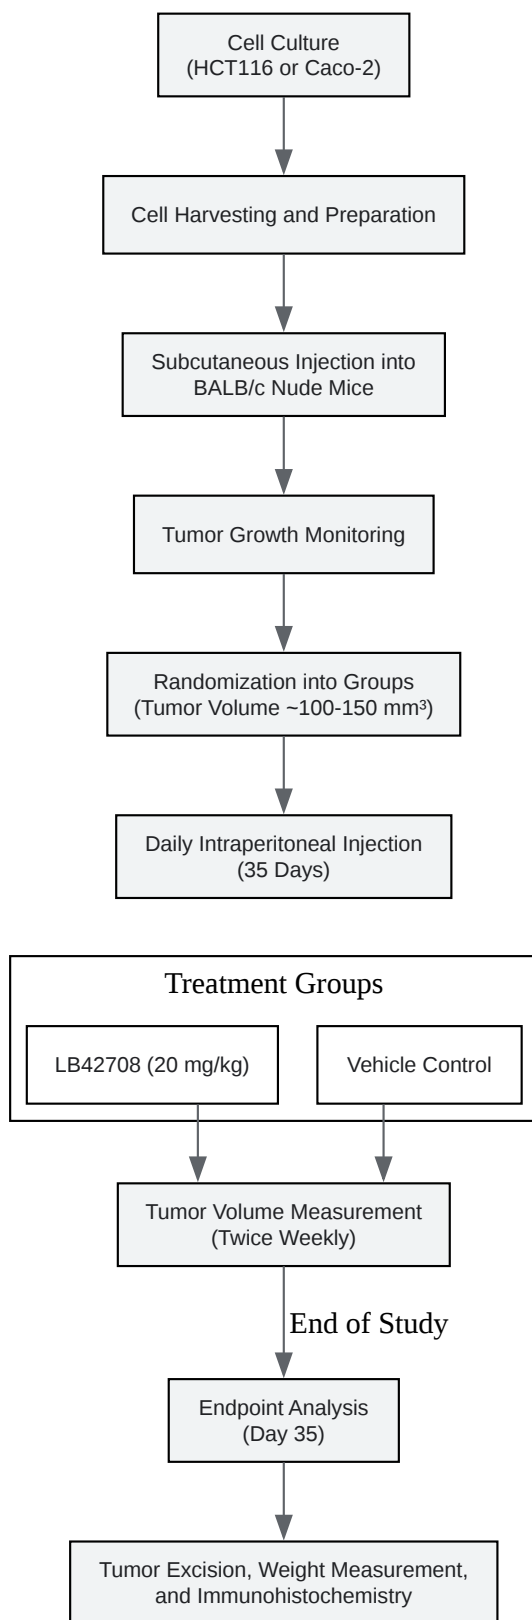 Cell Culture
(HCT116 or Caco-2)
Cell Harvesting and Preparation
Subcutaneous Injection into
BALB/c Nude Mice
Tumor Growth Monitoring
Randomization into Groups
(Tumor Volume ~100-150 mm³)
Daily Intraperitoneal Injection
(35 Days)
Treatment Groups
LB42708 (20 mg/kg)
Vehicle Control
Tumor Volume Measurement
(Twice Weekly)
End of Study
Endpoint Analysis
(Day 35)
Tumor Excision, Weight Measurement,
and Immunohistochemistry